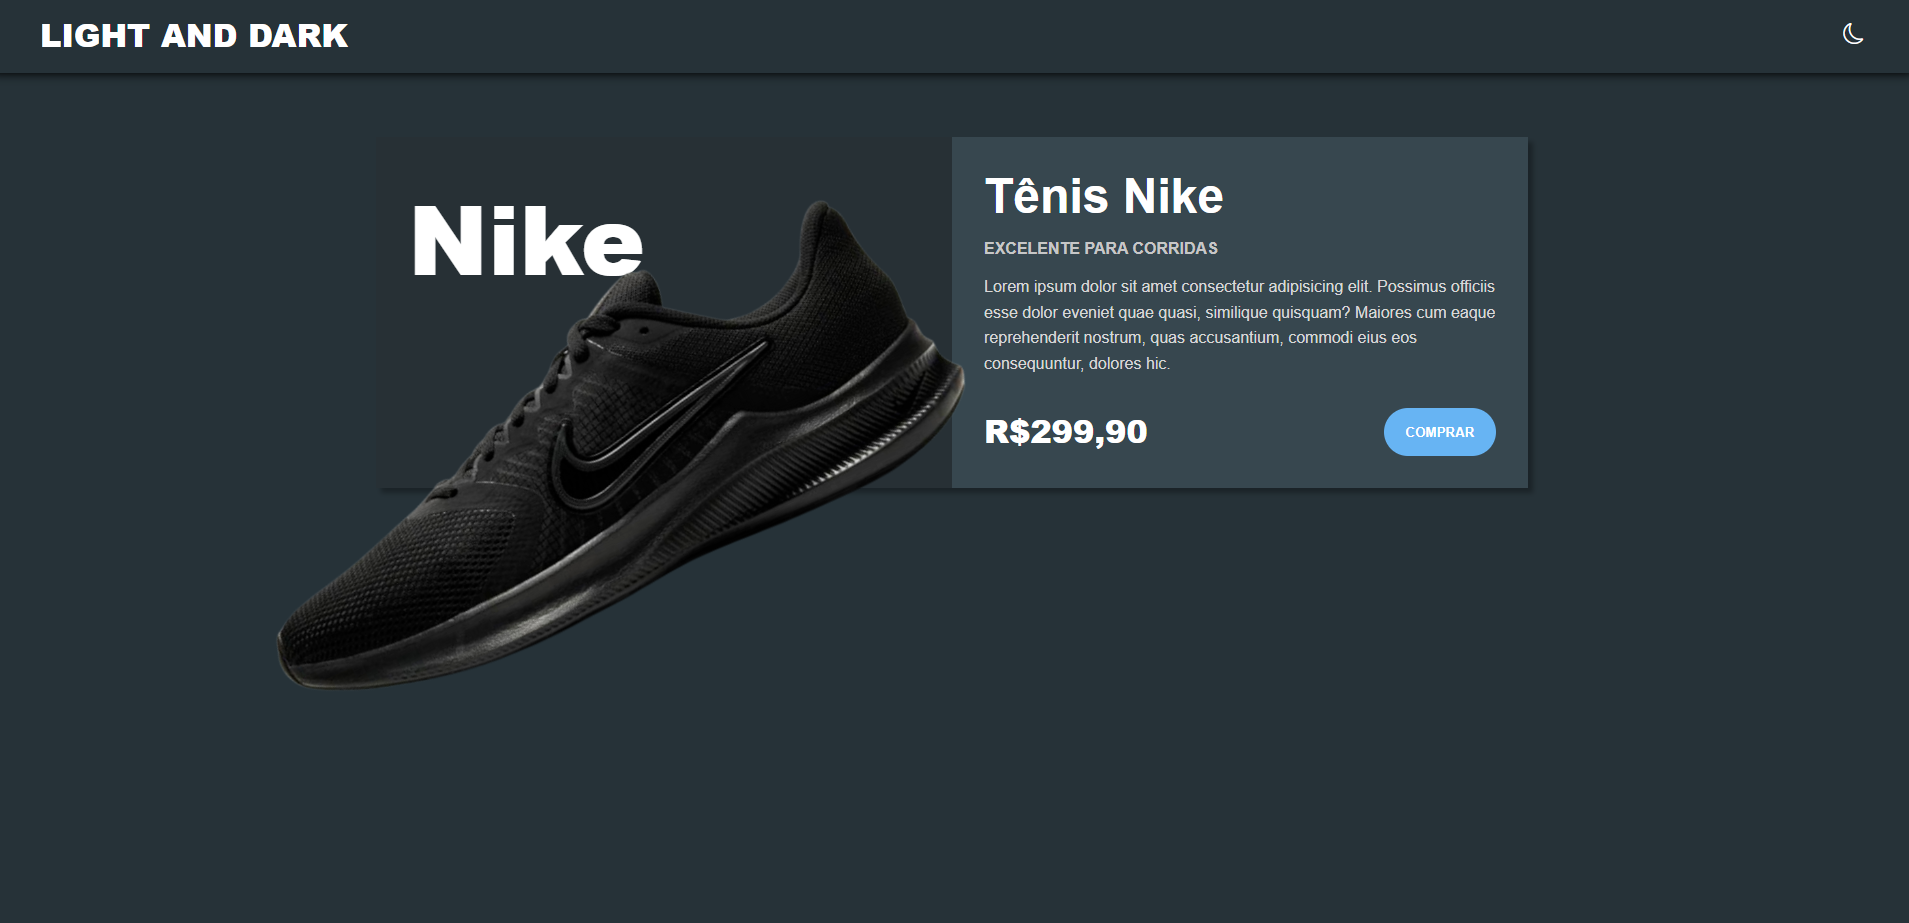 LIGHT AND DARK
Nike
Tênis Nike
EXCELENTE PARA CORRIDAS
Lorem ipsum dolor sit amet consectetur adipisicing elit. Possimus officiis
esse dolor eveniet quae quasi, similique quisquam? Maiores cum eaque
reprehenderit nostrum, quas accusantium, commodi eius eos
consequuntur, dolores hic.
R$299,90
COMPRAR